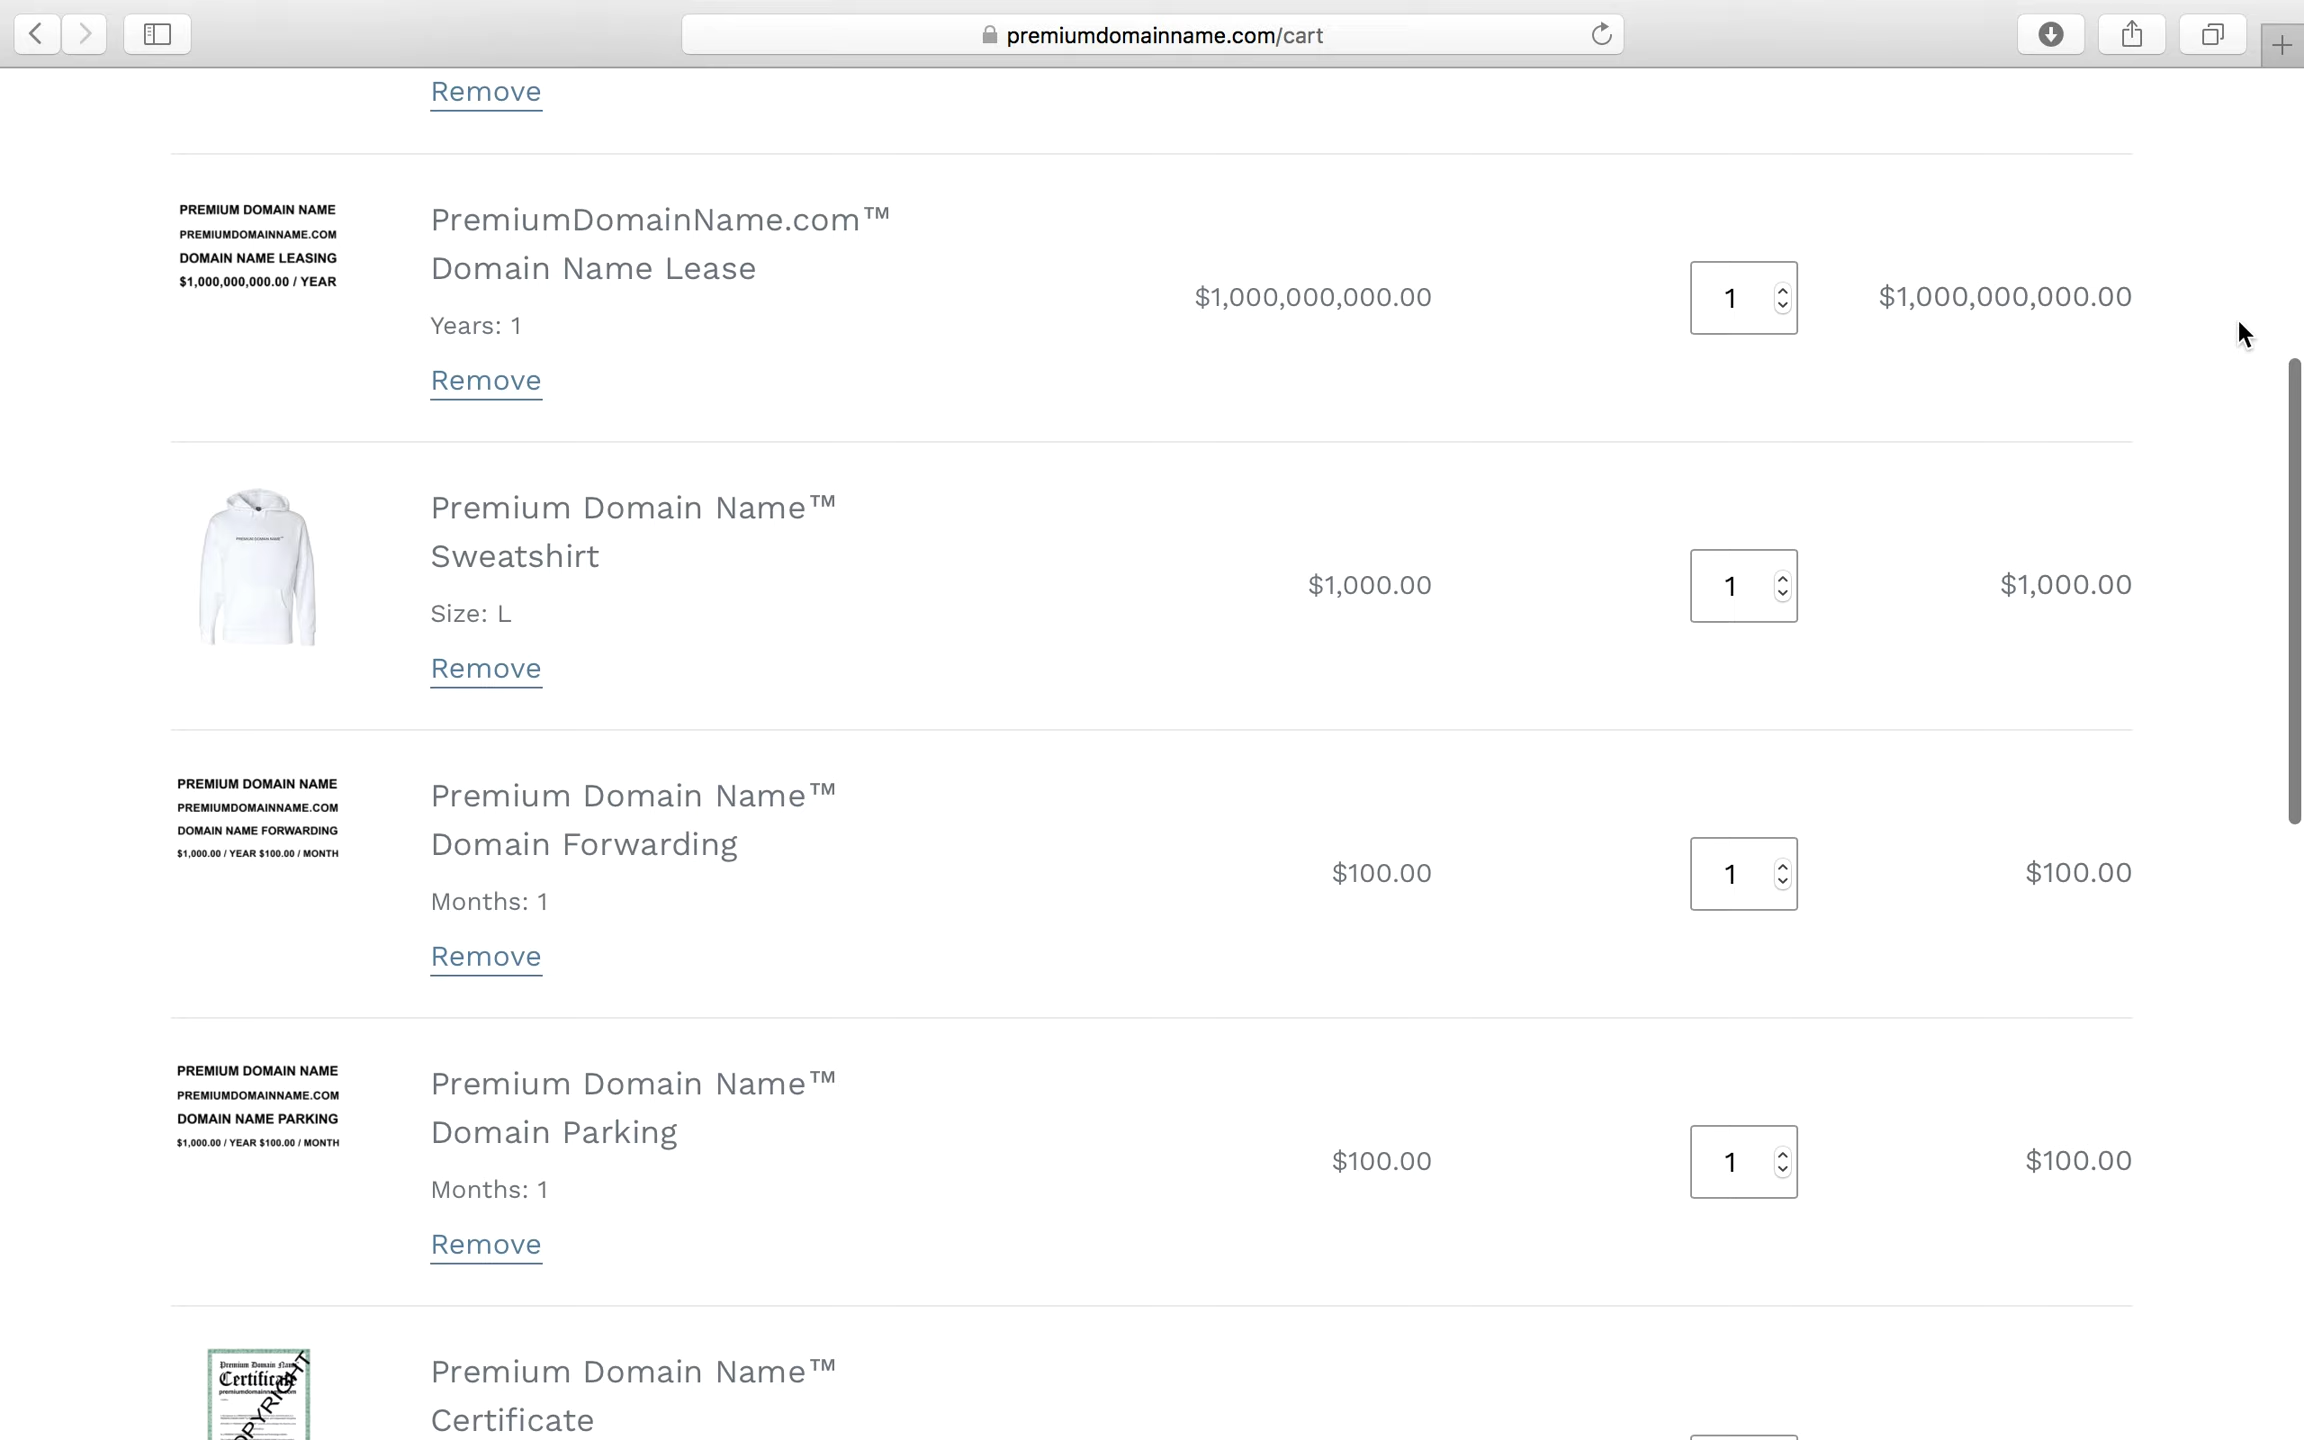 premiumdomainname.com/cart
Remove
PREMIUM DOMAIN NAME
PREMIUMDOMAINNAME.COM
DOMAIN NAME LEASING
$1,000,000,000.00 / YEAR
PremiumDomainName.com™
Domain Name Lease
Years: 1
Remove
$1,000,000,000.00
1
$1,000,000,000.00
PREMIUM DOMAIN NAME™
Premium Domain Name™
Sweatshirt
Size: L
Remove
$1,000.00
1
$1,000.00
PREMIUM DOMAIN NAME
PREMIUMDOMAINNAME.COM
DOMAIN NAME FORWARDING
$1,000.00 / YEAR $100.00 / MONTH
Premium Domain Name™
Domain Forwarding
Months: 1
Remove
$100.00
1
$100.00
PREMIUM DOMAIN NAME
PREMIUMDOMAINNAME.COM
DOMAIN NAME PARKING
$1,000.00 / YEAR $100.00 / MONTH
Premium Domain Name™
Domain Parking
Months: 1
Remove
$100.00
1
$100.00
Premium Domain
Premium Domain Name™
Certificate